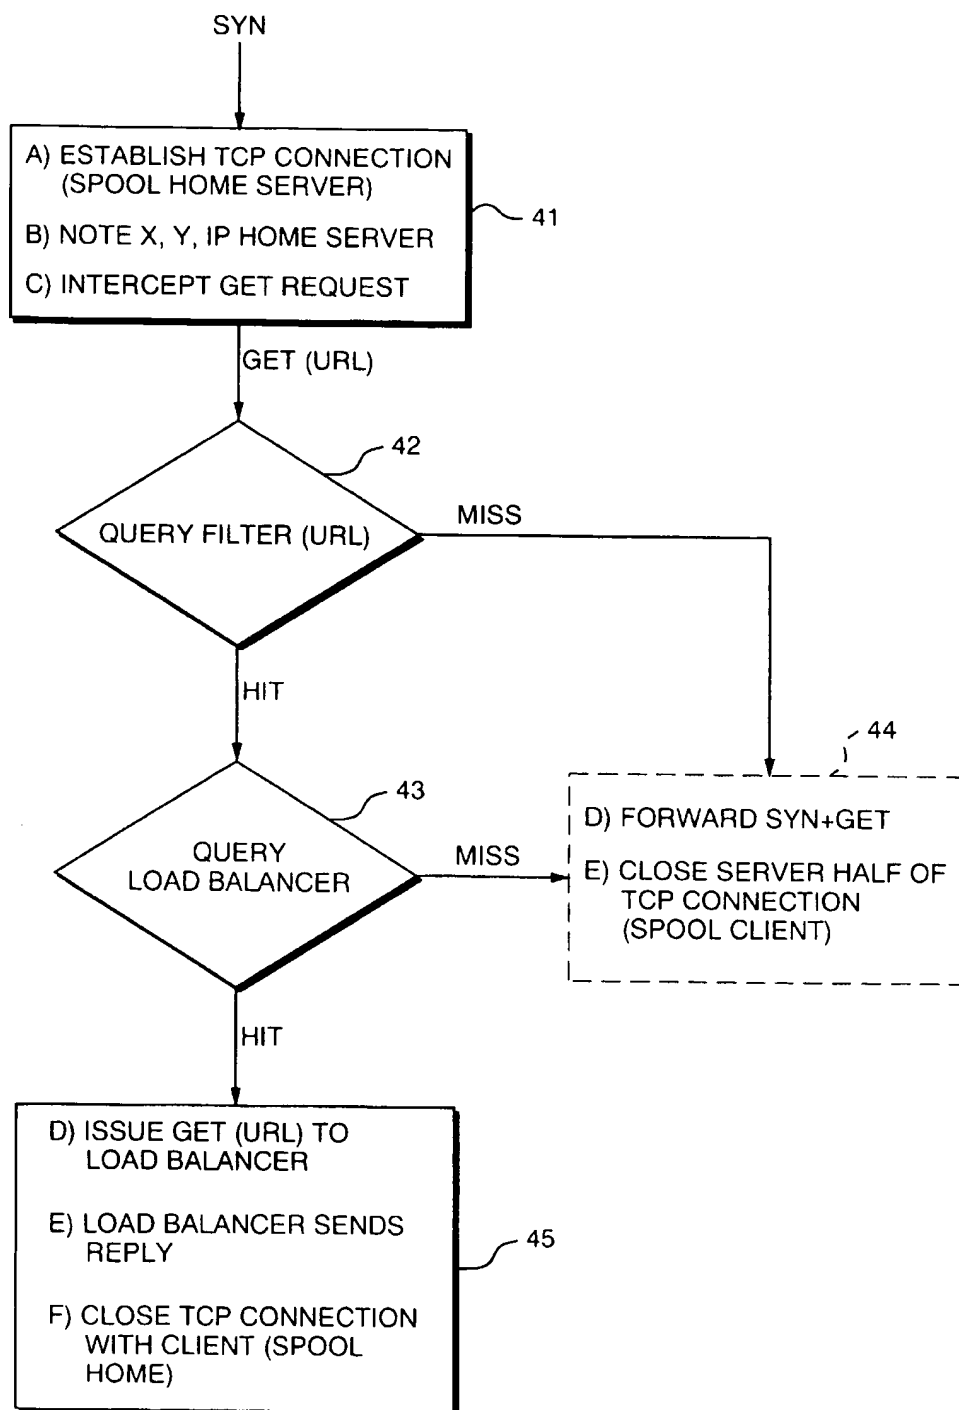 SYN
A) ESTABLISH TCP CONNECTION
(SPOOL HOME SERVER)
B) NOTE X, Y, IP HOME SERVER
C) INTERCEPT GET REQUEST
41
GET (URL)
42
QUERY FILTER (URL)
MISS
HIT
44
43
QUERY
LOAD BALANCER
MISS
D) FORWARD SYN+GET
E) CLOSE SERVER HALF OF
TCP CONNECTION
(SPOOL CLIENT)
HIT
D) ISSUE GET (URL) TO
LOAD BALANCER
E) LOAD BALANCER SENDS
REPLY
45
F) CLOSE TCP CONNECTION
WITH CLIENT (SPOOL
HOME)